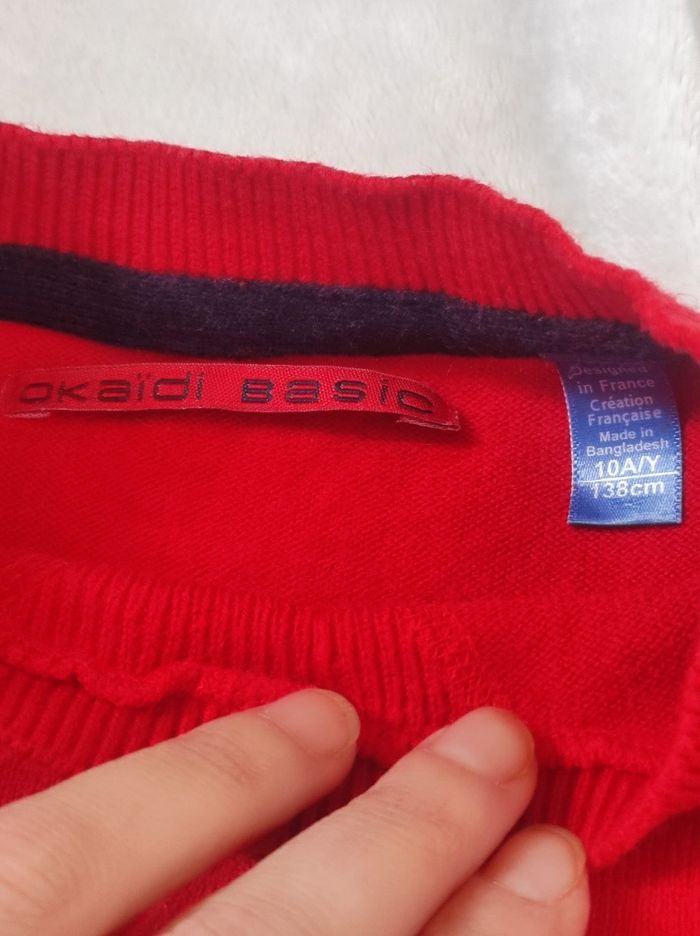 OKaïdi Basic
Designed
in France
Création
Française
Made in
Bangladesh
10A/Y
138cm